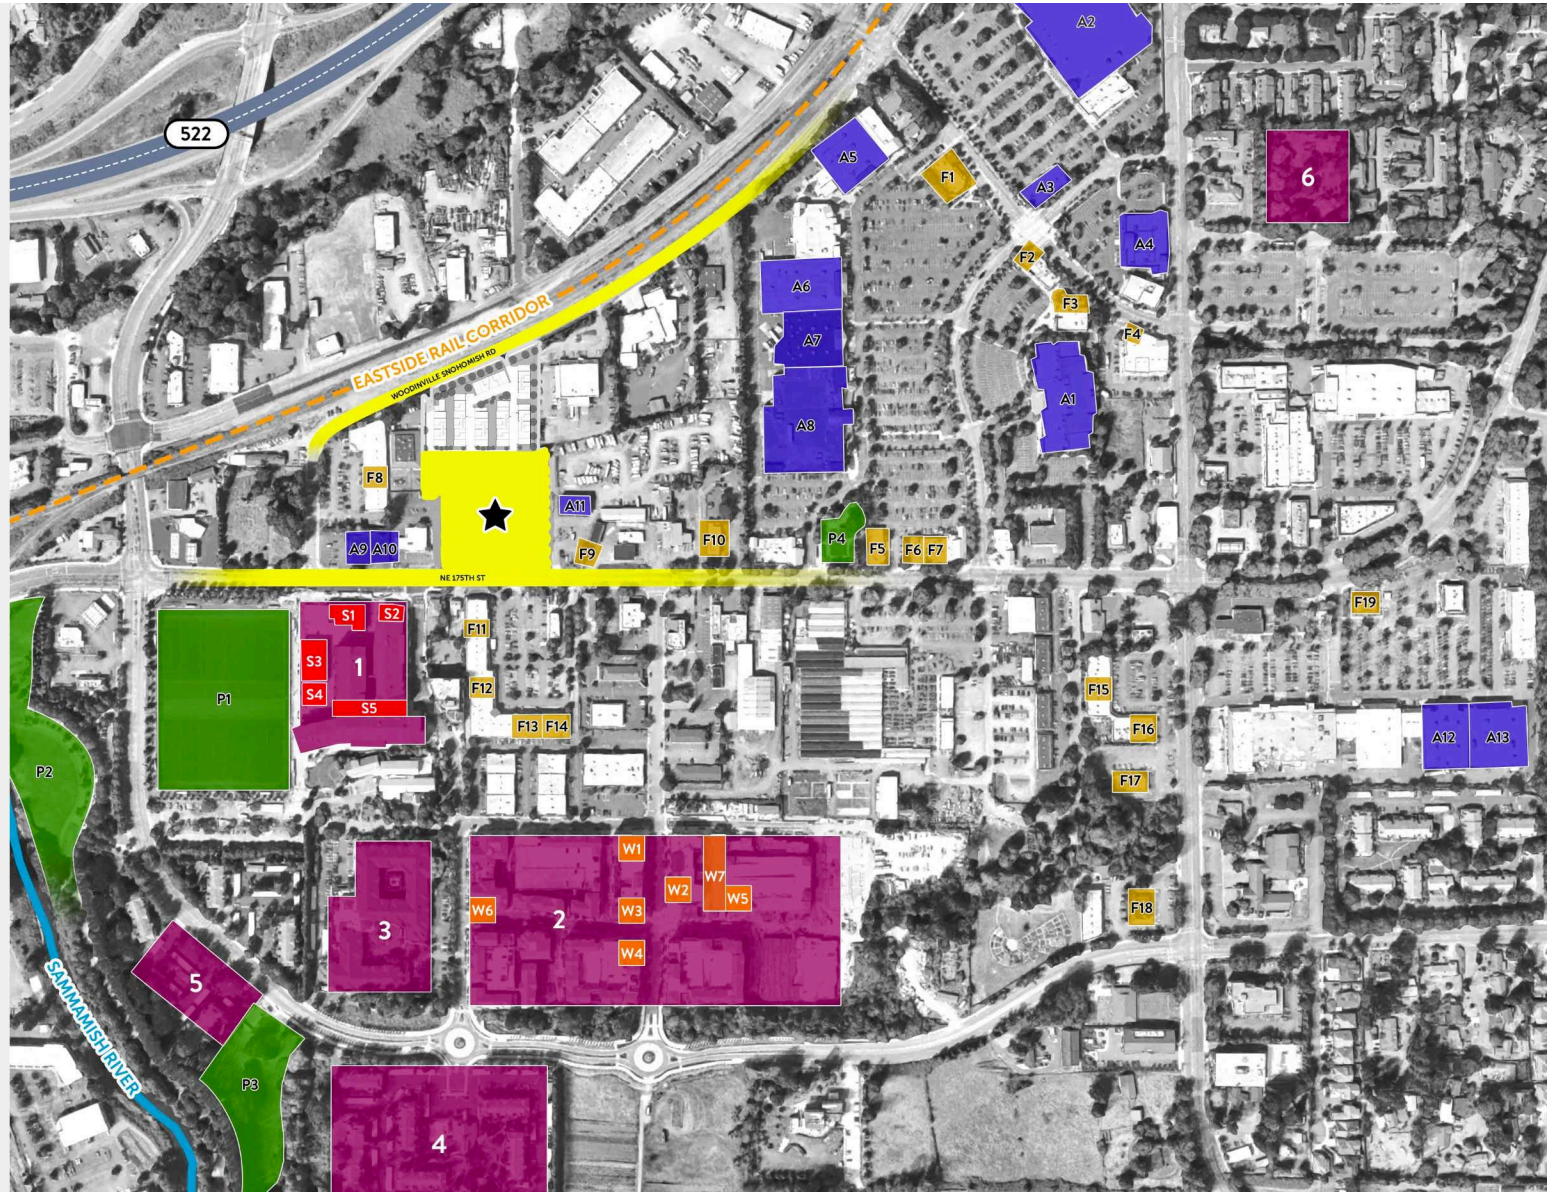 A2
522
A5
F1
A3
6
A4
F2
A6
F3
EASTSIDE RAIL CORRIDOR
A7
F4
WOODINVILLE SNOHOMISH RD
A1
A8
F8
A11
A9
A10
F9
F10
P4
F5
F6
F7
NE 175TH ST
F19
S1
S2
F11
S3
1
S4
F12
F15
P1
S5
F13
F14
F16
A12
A13
P2
F17
W1
W7
W2
W5
W6
2
W3
F18
3
W4
5
SAMMAMISH RIVER
P3
4